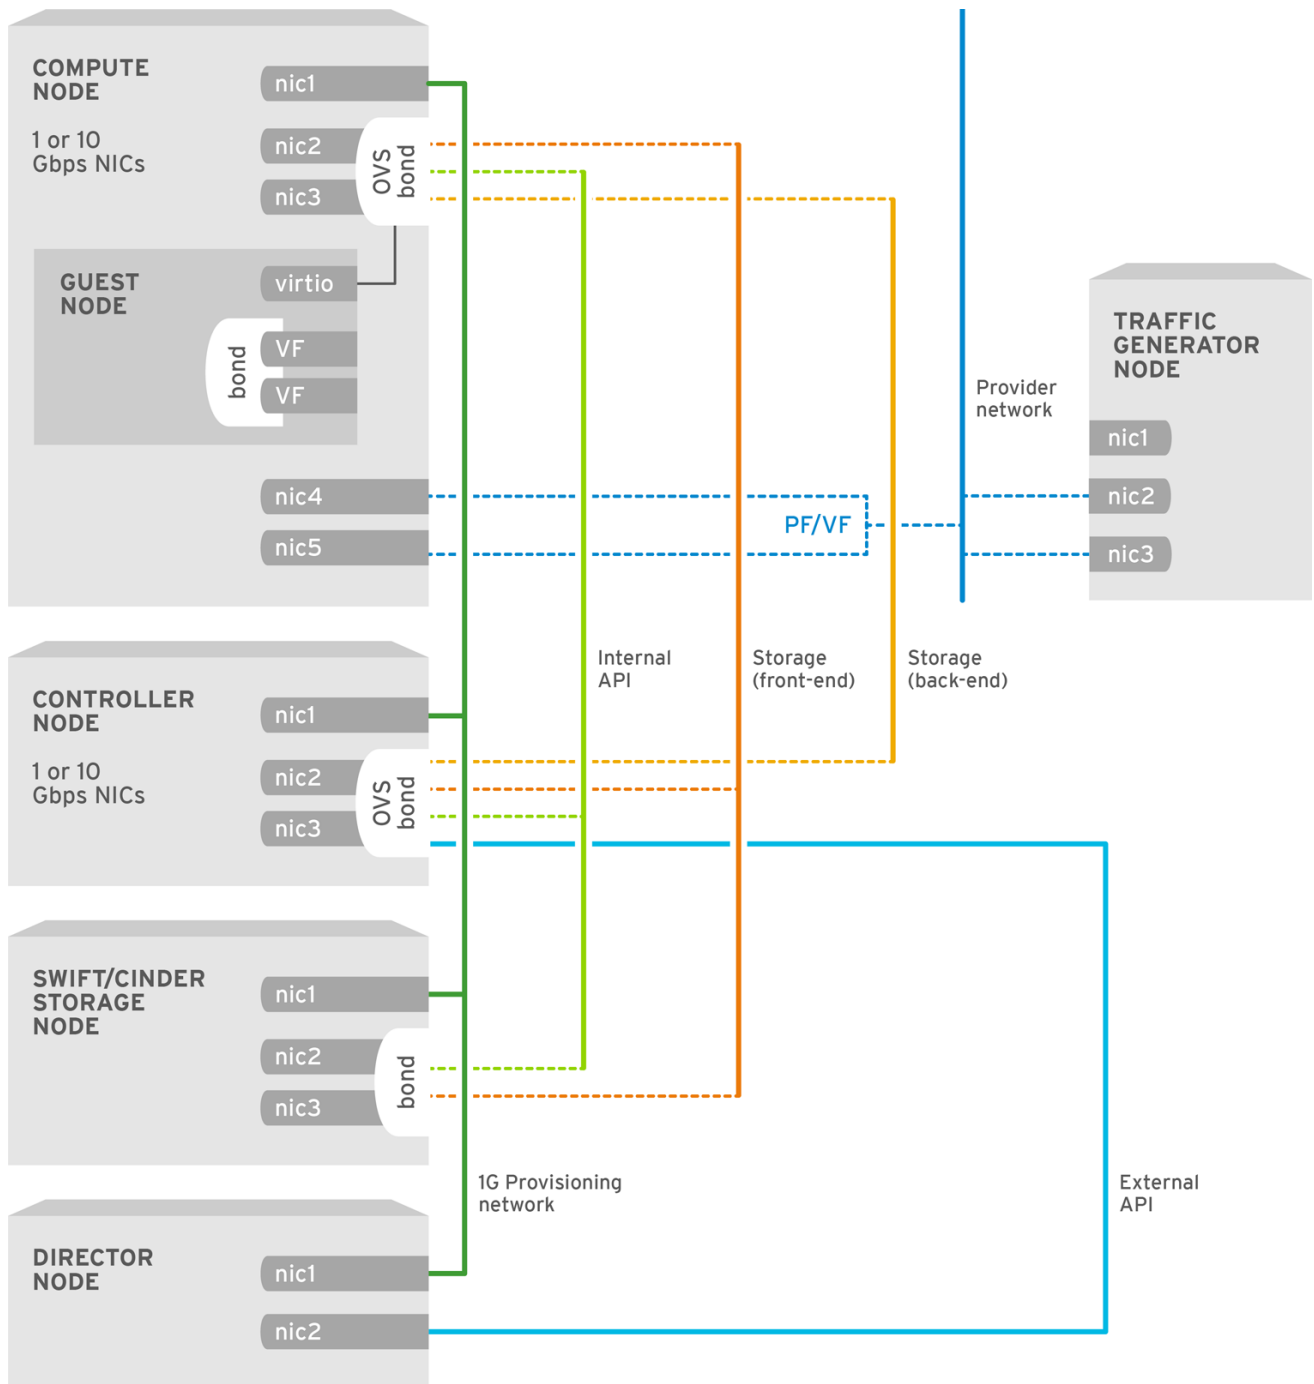 COMPUTE
NODE
1 or 10
Gbps NICs
nic1
nic2
nic3
OVS
bond
GUEST
NODE
virtio
bond
VF
VF
nic4
nic5
PF/VF
Provider
network
TRAFFIC
GENERATOR
NODE
nic1
nic2
nic3
Internal
API
Storage
(front-end)
Storage
(back-end)
CONTROLLER
NODE
1 or 10
Gbps NICs
nic1
nic2
nic3
OVS
bond
SWIFT/CINDER
STORAGE
NODE
nic1
nic2
nic3
bond
1G Provisioning
network
External
API
DIRECTOR
NODE
nic1
nic2